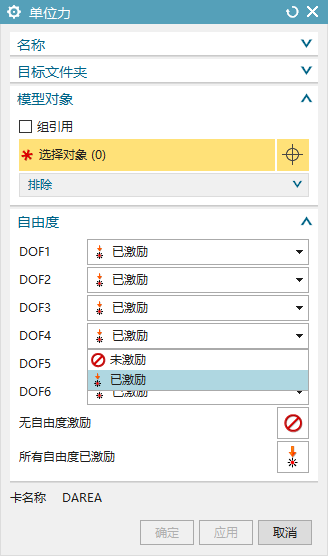 单位力
名称
目标文件夹
模型对象
组引用
选择对象 (0)
排除
自由度
DOF1 已激励
DOF2 已激励
DOF3 已激励
DOF4 已激励
未激励
DOF5
已激励
DOF6 已激励
无自由度激励
所有自由度已激励
卡名称 DAREA
确定 应用 取消